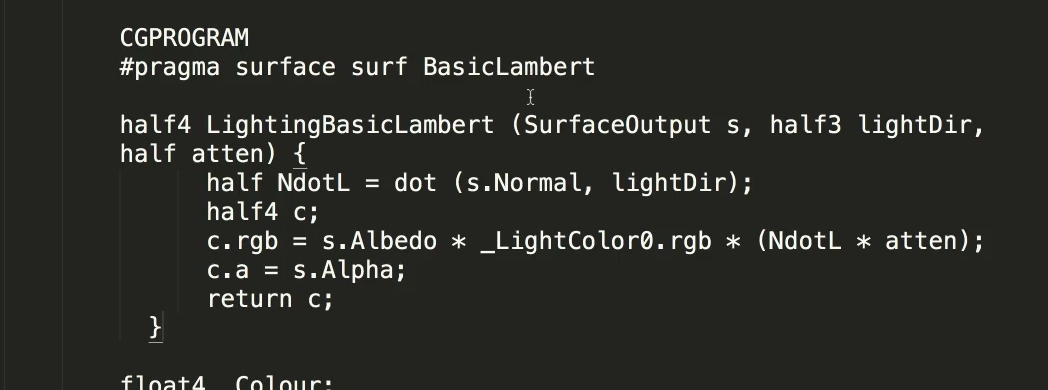 CGPROGRAM
#pragma surface surf BasicLambert
half4 LightingBasicLambert (SurfaceOutput s, half3 lightDir,
half atten) {
half NdotL = dot (s.Normal, lightDir);
half4 c;
c.rgb = s.Albedo * _LightColor0.rgb * (NdotL * atten);
c.a = s.Alpha;
return c;
}
float4 _Colour;